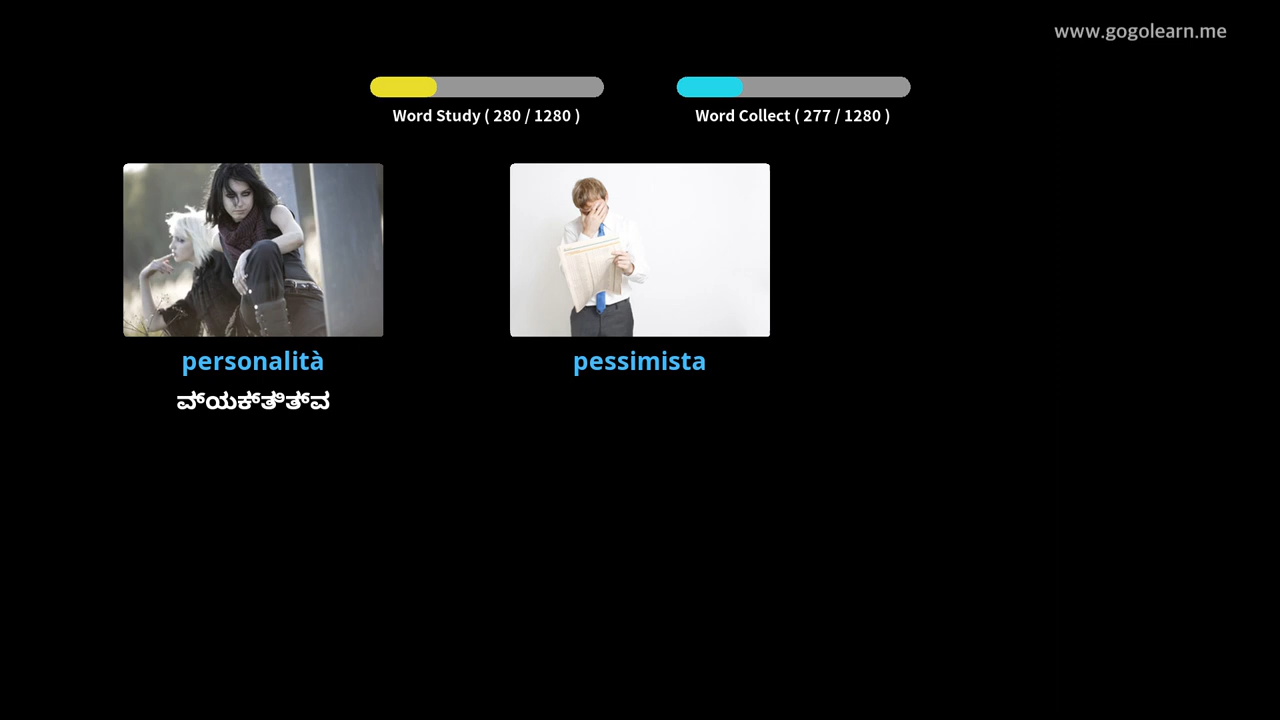 www.gogolearn.me
Word Study ( 280 / 1280 )
Word Collect ( 277 / 1280 )
personalità
pessimista
ವ್ಯಕ್ತಿತ್ವ